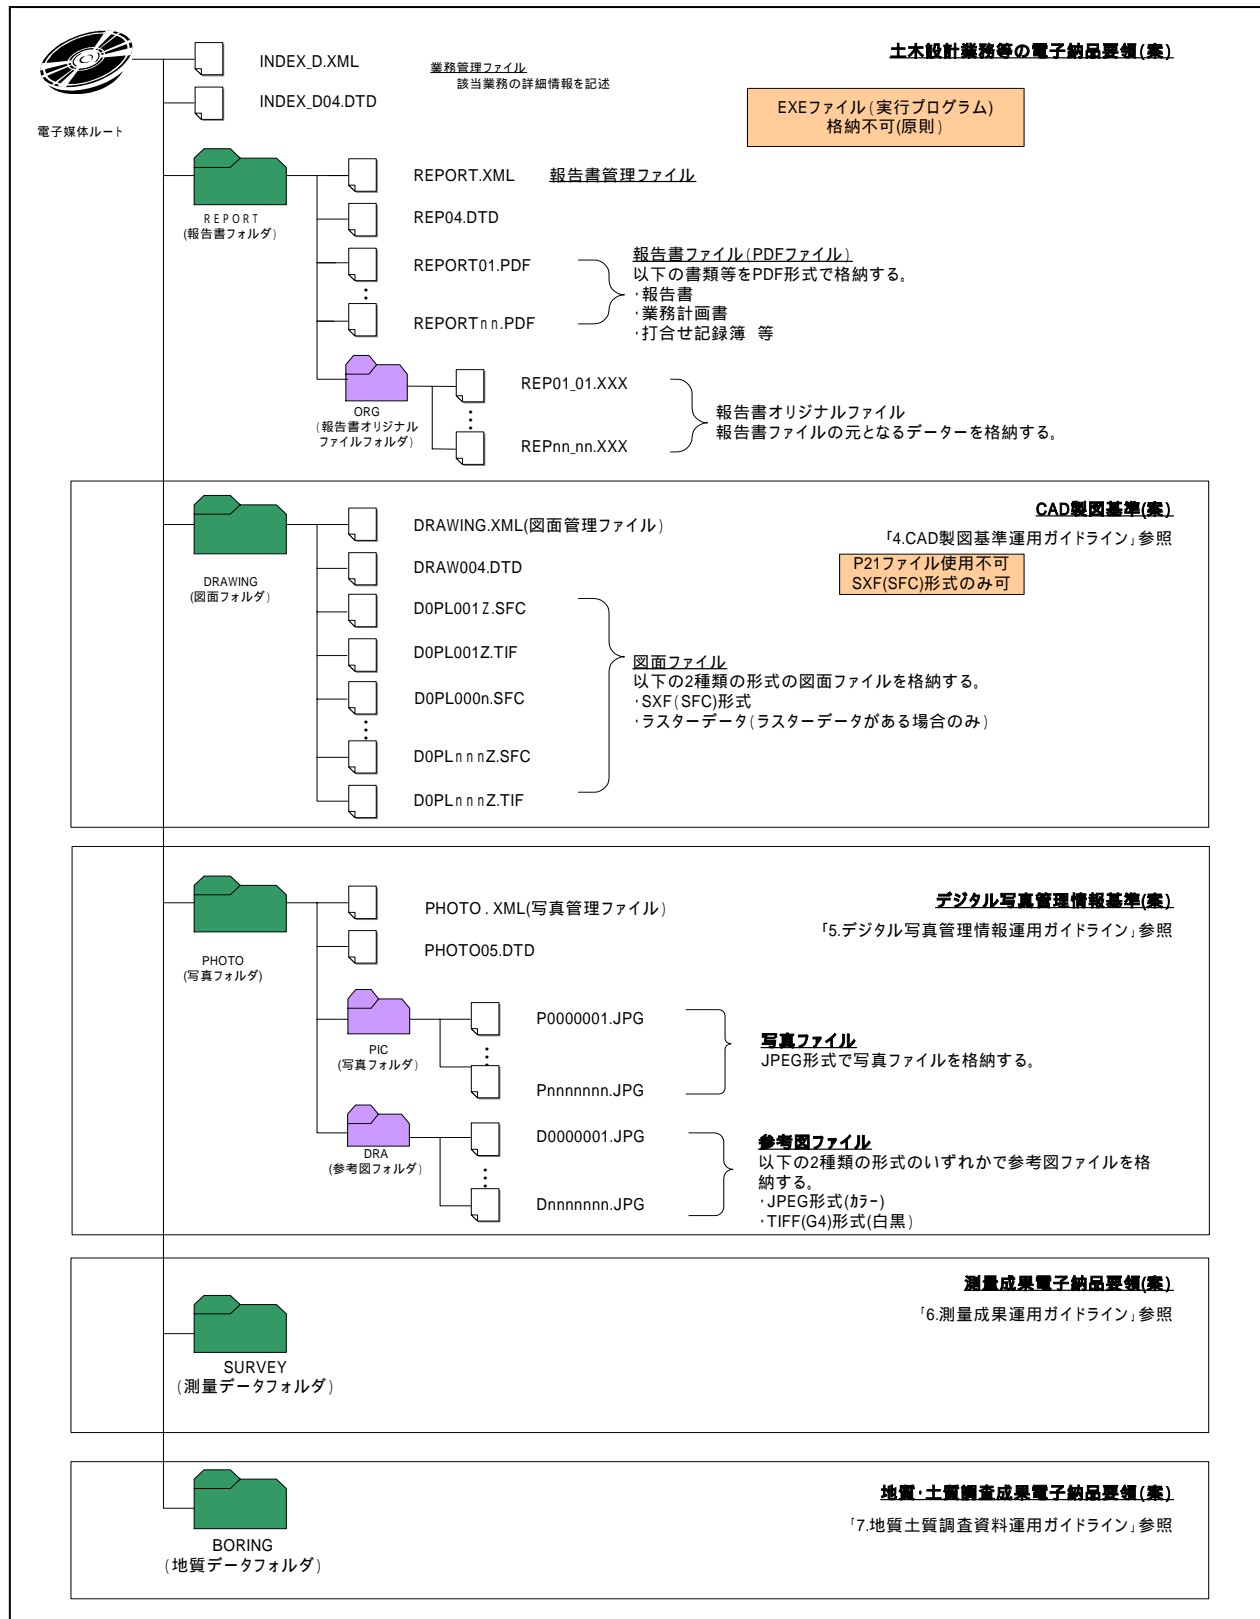 INDEX_D.XML
業務管理ファイル
該当業務の詳細情報を記述
INDEX_D04.DTD
電子媒体ルート
土木設計業務等の電子納品要領(案)
EXEファイル(実行プログラム)
格納不可(原則)
REPORT
(報告書フォルダ)
REPORT.XML 報告書管理ファイル
REP04.DTD
REPORT01.PDF
REPORTnn.PDF
報告書ファイル(PDFファイル)
以下の書類等をPDF形式で格納する。
・報告書
・業務計画書
・打合せ記録簿 等
ORG
(報告書オリジナル
ファイルフォルダ)
REP01_01.XXX
REPnn_nn.XXX
報告書オリジナルファイル
報告書ファイルの元となるデーターを格納する。
CAD製図基準(案)
「4.CAD製図基準運用ガイドライン」参照
P21ファイル使用不可
SXF(SFC)形式のみ可
DRAWING
(図面フォルダ)
DRAWING.XML(図面管理ファイル)
DRAW004.DTD
D0PL001Z.SFC
D0PL001Z.TIF
D0PL000n.SFC
D0PLnnnZ.SFC
D0PLnnnZ.TIF
図面ファイル
以下の2種類の形式の図面ファイルを格納する。
・SXF(SFC)形式
・ラスターデータ(ラスターデータがある場合のみ)
デジタル写真管理情報基準(案)
「5.デジタル写真管理情報運用ガイドライン」参照
PHOTO
(写真フォルダ)
PHOTO.XML(写真管理ファイル)
PHOTO05.DTD
PIC
(写真フォルダ)
P0000001.JPG
Pnnnnnnn.JPG
写真ファイル
JPEG形式で写真ファイルを格納する。
DRA
(参考図フォルダ)
D0000001.JPG
Dnnnnnnn.JPG
参考図ファイル
以下の2種類の形式のいずれかで参考図ファイルを格
納する。
・JPEG形式(カラー)
・TIFF(G4)形式(白黒)
測量成果電子納品要領(案)
「6.測量成果運用ガイドライン」参照
SURVEY
(測量データフォルダ)
地質・土質調査成果電子納品要領(案)
「7.地質土質調査資料運用ガイドライン」参照
BORING
(地質データフォルダ)